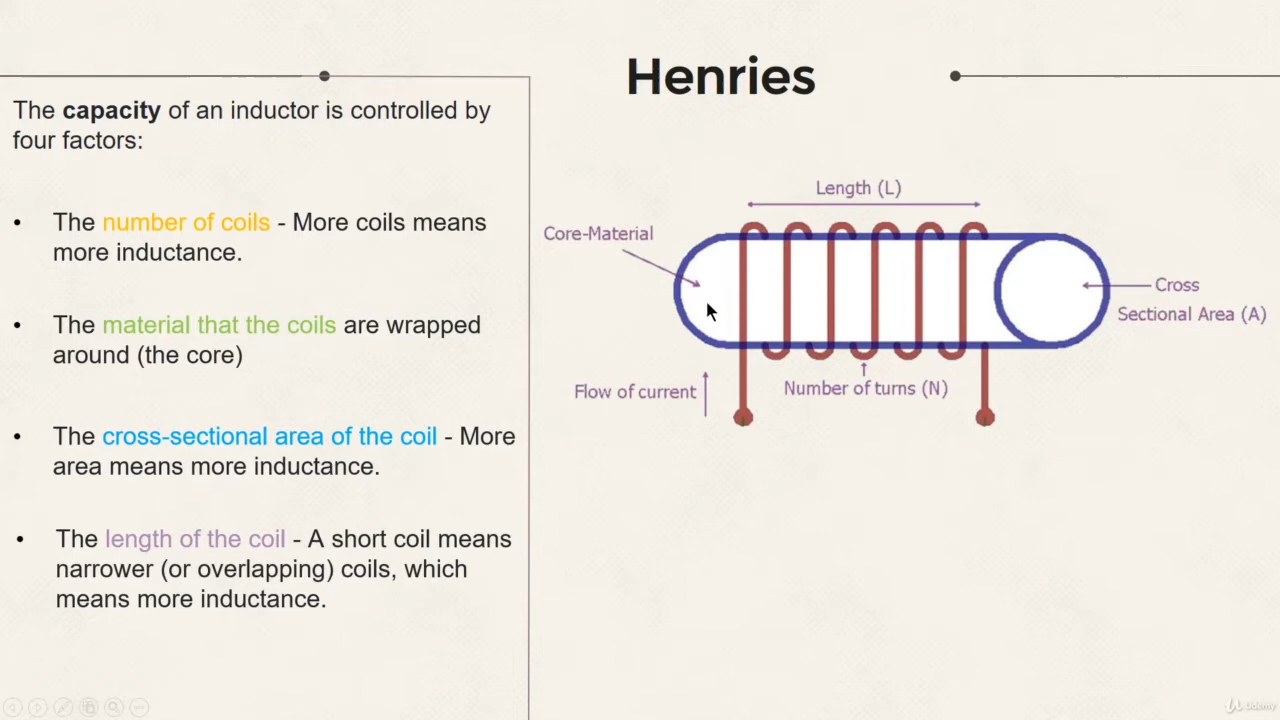 Henries
The capacity of an inductor is controlled by
four factors:
• The number of coils - More coils means
more inductance.
• The material that the coils are wrapped
around (the core)
• The cross-sectional area of the coil - More
area means more inductance.
• The length of the coil - A short coil means
narrower (or overlapping) coils, which
means more inductance.
Length (L)
Core-Material
Cross
Sectional Area (A)
Flow of current
Number of turns (N)
Udemy